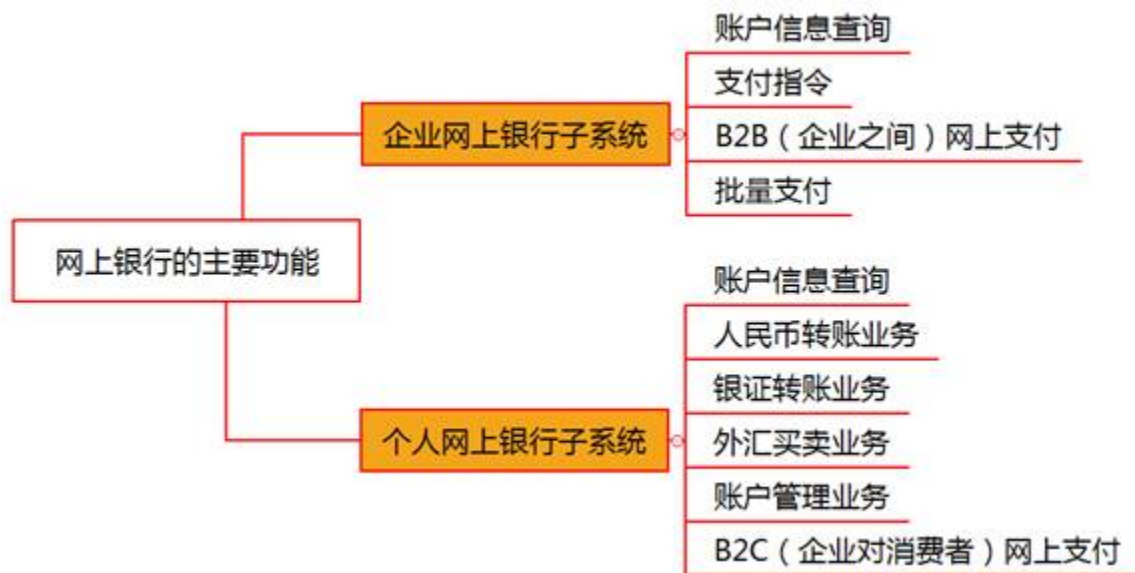 网上银行的主要功能
企业网上银行子系统
账户信息查询
支付指令
B2B（企业之间）网上支付
批量支付
个人网上银行子系统
账户信息查询
人民币转账业务
银证转账业务
外汇买卖业务
账户管理业务
B2C（企业对消费者）网上支付